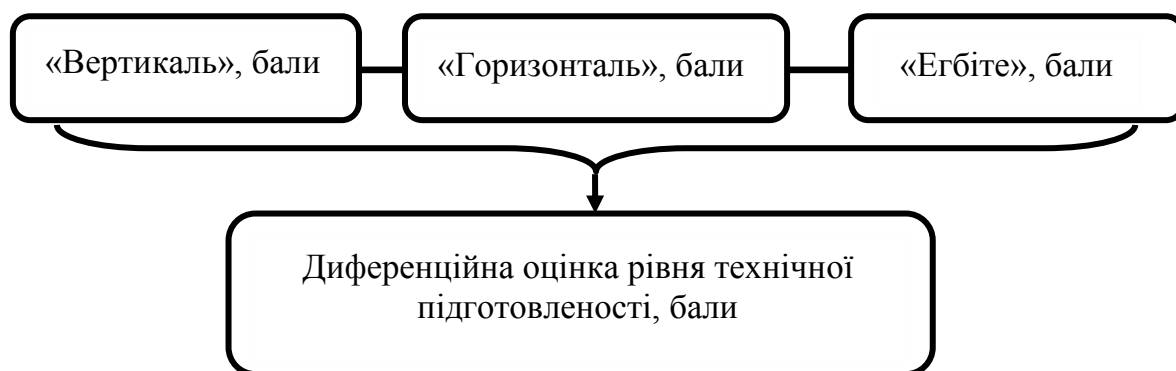 «Вертикаль», бали
«Горизонталь», бали
«Егбіте», бали
Диференційна оцінка рівня технічної
підготовленості, бали